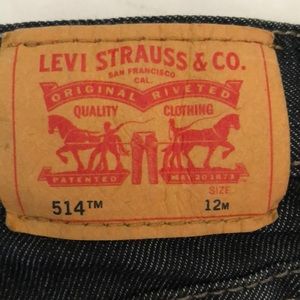 LEVI STRAUSS & CO.
SAN FRANCISCO
CAL.
ORIGINAL RIVETED
QUALITY CLOTHING
PATENTED MAY 20 1873
SIZE
514™ 12M